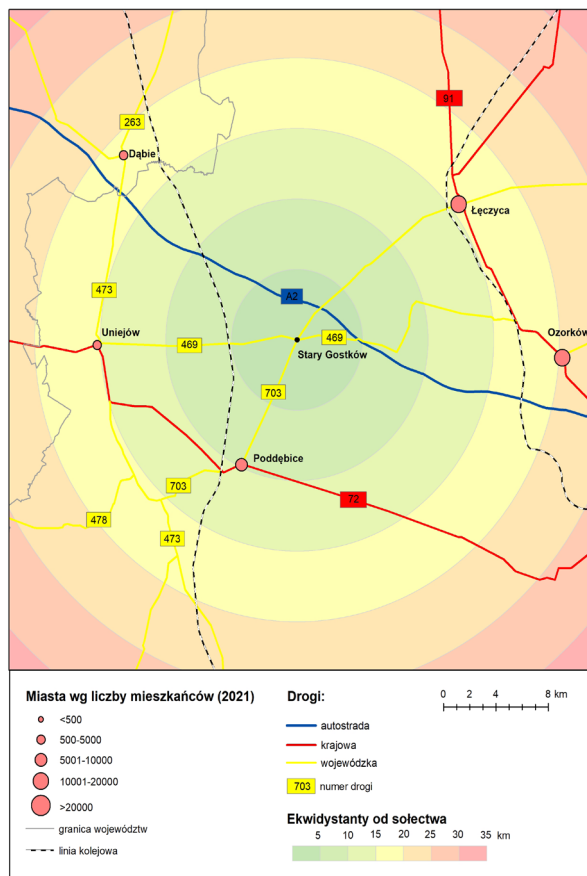 91
263
Dąbie
Łęczyca
473
A2
Uniejów
469
469
Ozorków
Stary Gostków
703
Poddębice
703
72
478
473
Miasta wg liczby mieszkańców (2021)
<500
500-5000
5001-10000
10001-20000
>20000
granica województw
linia kolejowa
Drogi:
autostrada
krajowa
wojewódzka
703 numer drogi
0 2 4 8 km
Ekwidystanty od sołectwa
5 10 15 20 25 30 35 km